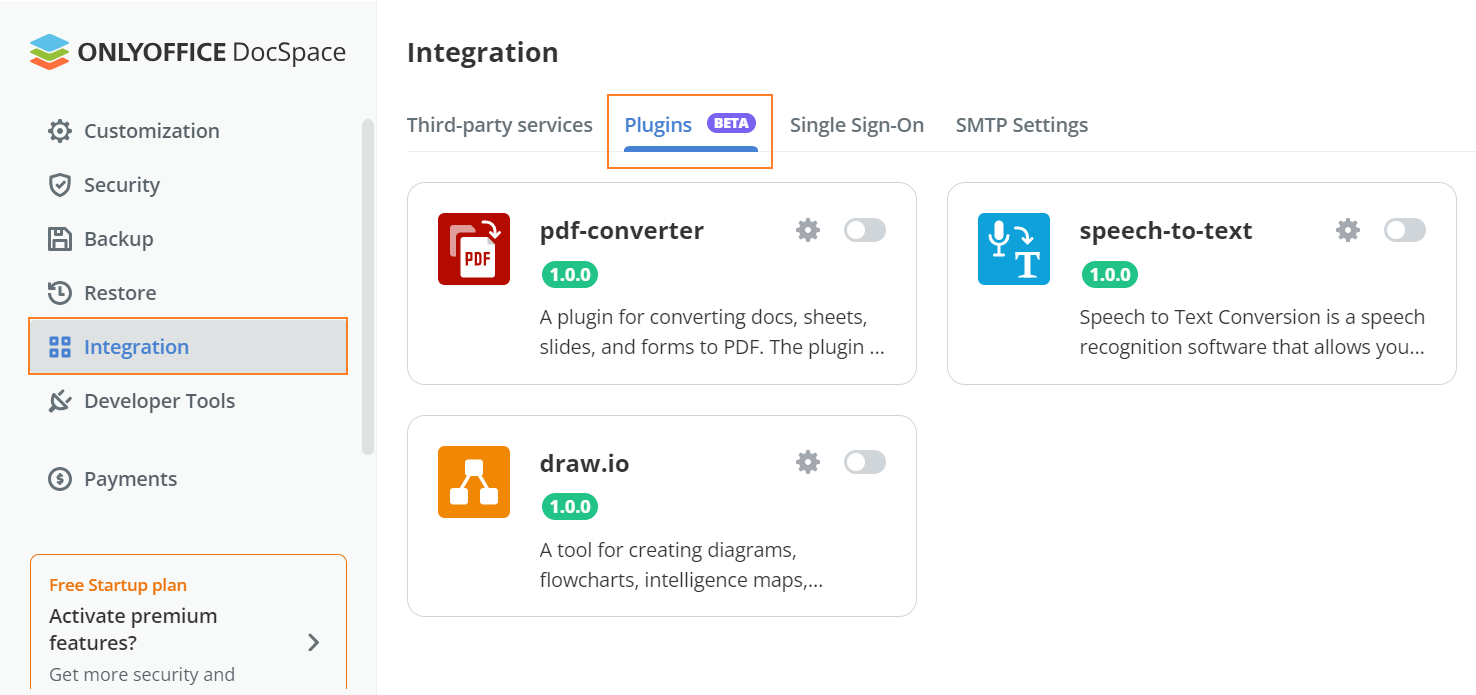 ONLYOFFICE DocSpace
Customization
Security
Backup
Restore
Integration
Developer Tools
Payments
Free Startup plan
Activate premium
features?
Get more security and
Integration
Third-party services Plugins BETA Single Sign-On SMTP Settings
PDF
pdf-converter
1.0.0
A plugin for converting docs, sheets,
slides, and forms to PDF. The plugin ...
T
speech-to-text
1.0.0
Speech to Text Conversion is a speech
recognition software that allows you...
draw.io
1.0.0
A tool for creating diagrams,
flowcharts, intelligence maps,...